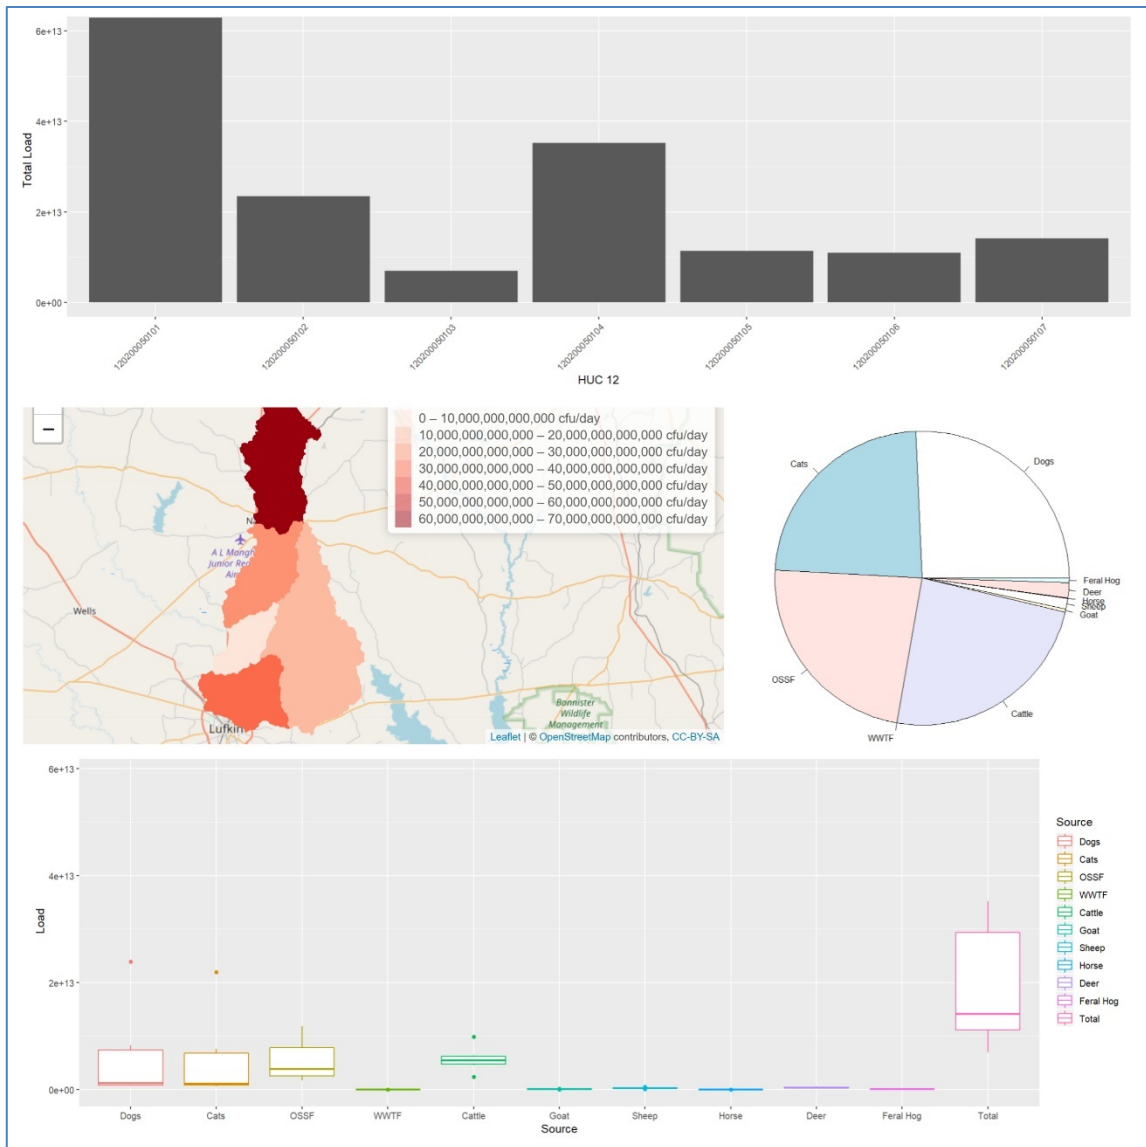 6e+13
4e+13
2e+13
0e+00
Total Load
120200050101
120200050102
120200050103
120200050104
120200050105
120200050106
120200050107
HUC 12
−
0 – 10,000,000,000,000 cfu/day
10,000,000,000,000 – 20,000,000,000,000 cfu/day
20,000,000,000,000 – 30,000,000,000,000 cfu/day
30,000,000,000,000 – 40,000,000,000,000 cfu/day
40,000,000,000,000 – 50,000,000,000,000 cfu/day
50,000,000,000,000 – 60,000,000,000,000 cfu/day
60,000,000,000,000 – 70,000,000,000,000 cfu/day
A L Mang
Junior Re
Air
Wells
Lufkin
Bannister
Wildlife
Management
Leaflet | © OpenStreetMap contributors, CC-BY-SA
Cats
Dogs
Feral Hog
Deer
Horse
Sheep
Goat
OSSF
Cattle
WWTF
6e+13
4e+13
2e+13
0e+00
Load
Dogs
Cats
OSSF
WWTF
Cattle
Goat
Sheep
Horse
Deer
Feral Hog
Total
Source
Source
Dogs
Cats
OSSF
WWTF
Cattle
Goat
Sheep
Horse
Deer
Feral Hog
Total